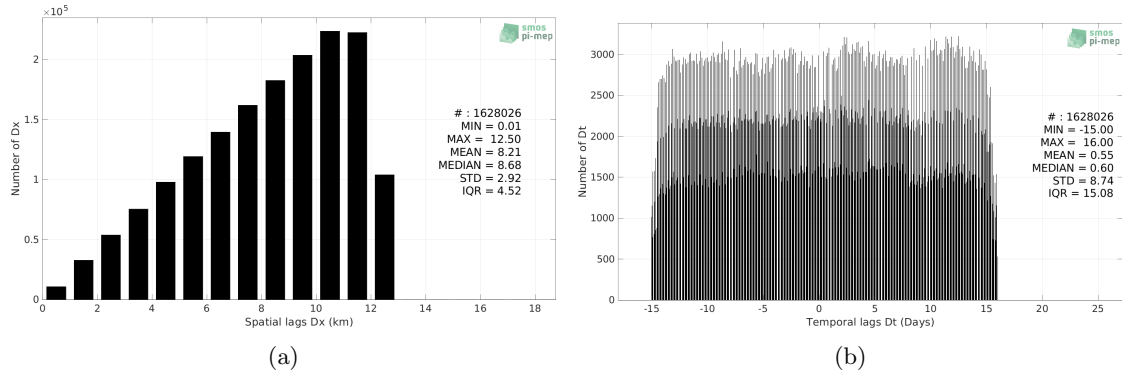 ×10⁵
smos
pi-mep
2
1.5
1
0.5
0
Number of Dx
# : 1628026
MIN = 0.01
MAX = 12.50
MEAN = 8.21
MEDIAN = 8.68
STD = 2.92
IQR = 4.52
0 2 4 6 8 10 12 14 16 18
Spatial lags Dx (km)
(a)
smos
pi-mep
3000
2500
2000
1500
1000
500
0
Number of Dt
# : 1628026
MIN = -15.00
MAX = 16.00
MEAN = 0.55
MEDIAN = 0.60
STD = 8.74
IQR = 15.08
-15 -10 -5 0 5 10 15 20 25
Temporal lags Dt (Days)
(b)